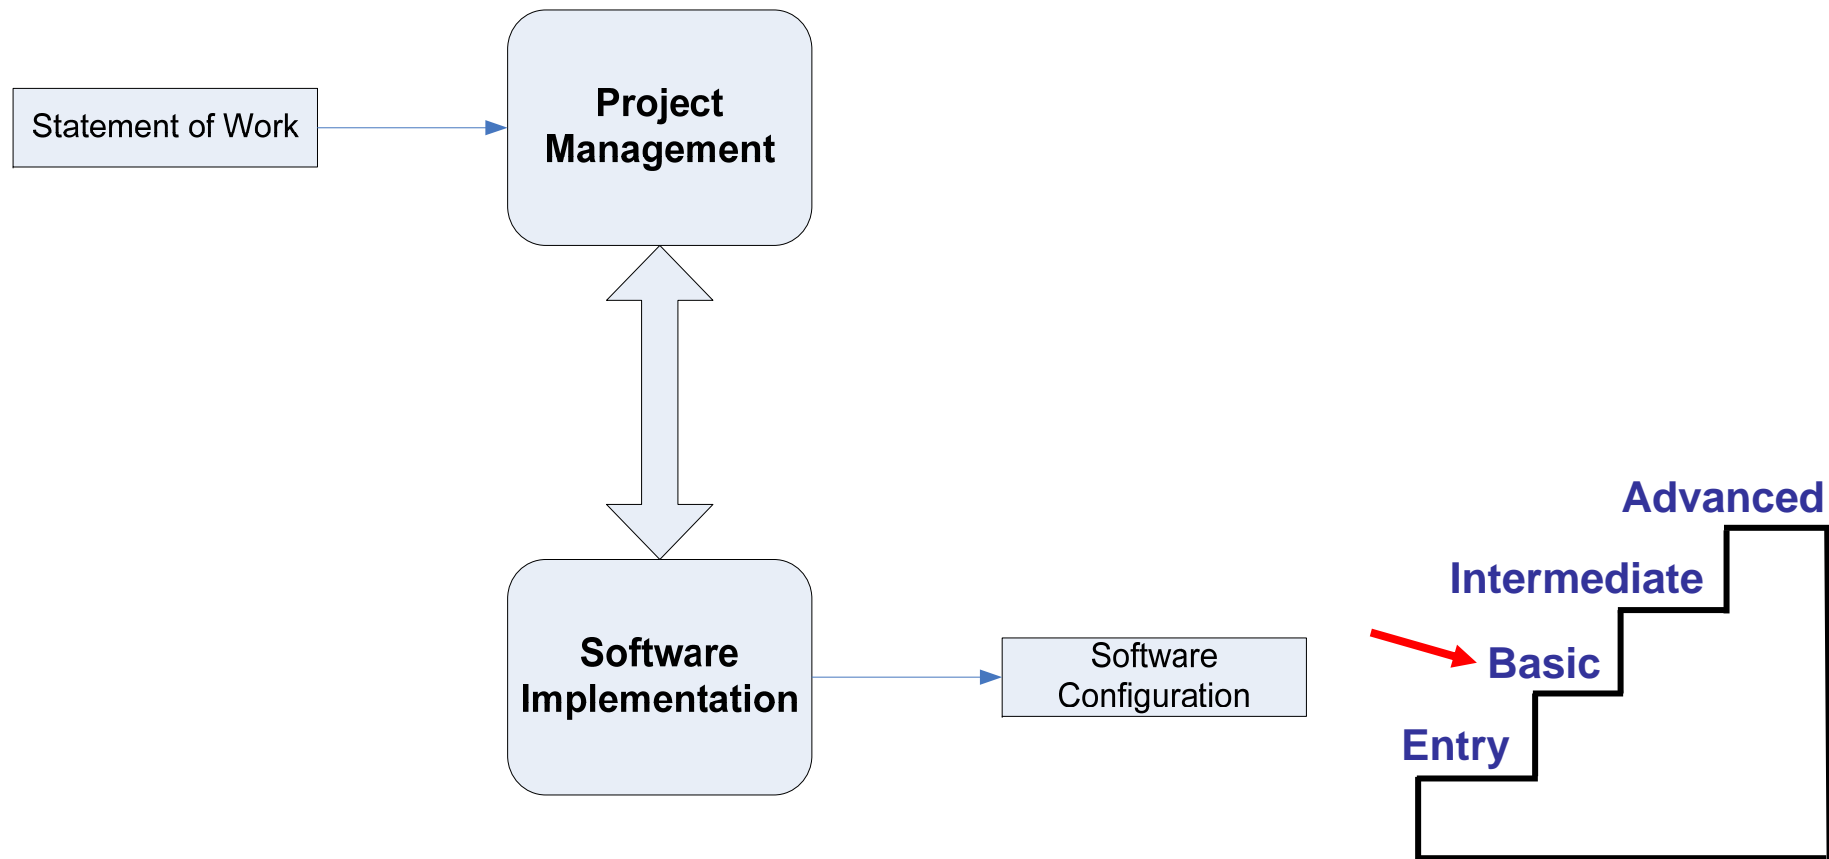 Statement of Work
Project
Management
Software
Implementation
Software
Configuration
Advanced
Intermediate
Basic
Entry